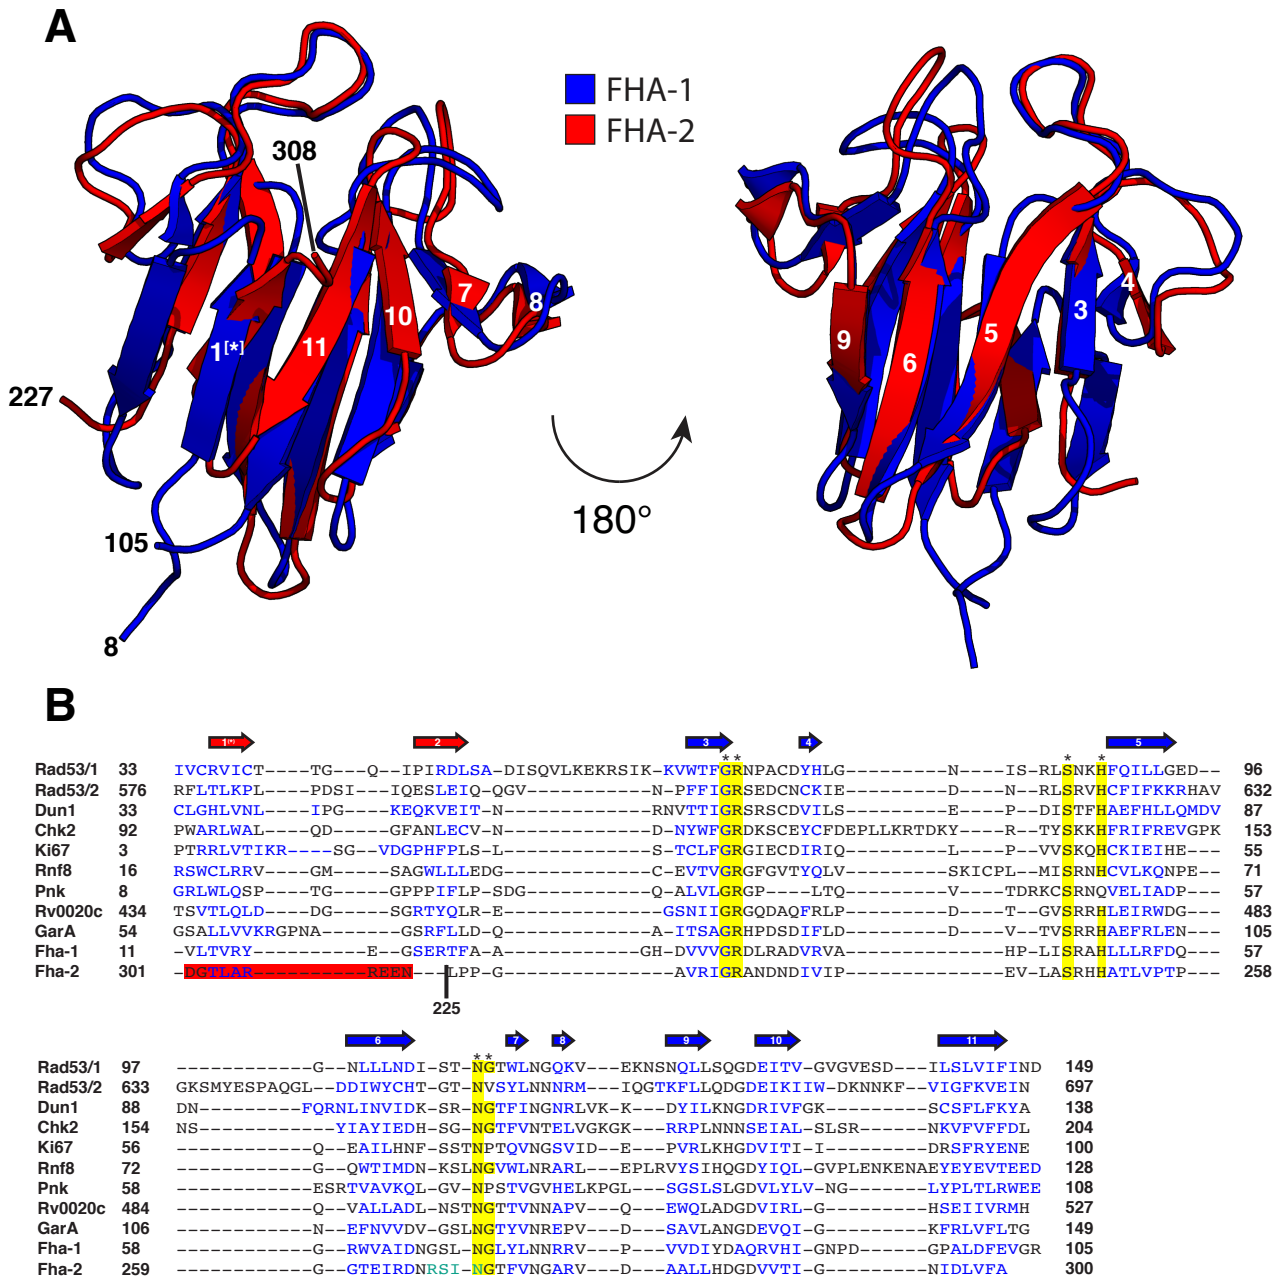 A
FHA-1
FHA-2
308
7
8
10
1[*]
11
227
105
8
180°
9
6
5
3
4
B
1[*] 2 3 4 5
** * *
Rad53/1 33 IVCRVICT----TG---Q--IPIRDLSA-DISQVLKEKRSIK-KVWTFGRNPACDYHLG---------N-----IS-RLSNKHFQILLGED-- 96
Rad53/2 576 RFLTLKPL----PDSI---IQESLEIQ-QGV-----------N-PFFIGRSEDCNCKIE---------D-----N--RLSRVHCFIFKKRHAV 632
Dun1 33 CLGHLVNL----IPG----KEQKVEIT-N-------------RNVTTIGRSRSCDVILS---------E-----P--DISTFHAEFHLLQMDV 87
Chk2 92 PWARLWAL----QD-----GFANLECV-N-------------D-NYWFGRDKSCEYCFDEPLLKRTDKY-----R--TYSKKHFRIFREVGPK 153
Ki67 3 PTRRLVTIKR----SG---VDGPHFPLS-L------------S-TCLFGRGIECDIRIQ---------L-----P--VVSKQHCKIEIHE--- 55
Rnf8 16 RSWCLRRV----GM-----SAGWLLLEDG-------------C-EVTVGRGFGVTYQLV---------SKICPL-MISRNHCVLKQNPE--- 71
Pnk 8 GRLWLQSP----TG----GPPPIFLP-SDG-----------Q-ALVLGRGP----LTQ---------V----TDRKCSRNQVELIADP--- 57
Rv0020c 434 TSVTLQLD----DG-----SGRTYQLR-E--------------GSNIIGRGQDAQFRLP---------D-----T--GVSRRHLEIRWDG--- 483
GarA 54 GSALLVVKRGPNA------GSRFLLD-Q-------------A-ITSAGRHPDSDIFLD---------D-----V--TVSRRHAEFRLEN--- 105
Fha-1 11 -VLTVRY----------E--GSERTFA-A------------GH-DVVVGRDLRADVRVA---------HP---LISRAHLLLRFDQ--- 57
Fha-2 301 -DGTLAR----------REEN---LPP--G---------------AVRIGRANDNDIVIP---------EV-LASRHHATLVPTP--- 258
225
6 7 8 9 10 11
**
Rad53/1 97 ------------G--NLLLNDI-ST-NGTWLNGQKV---EKNSNQLLSQGDEITV-GVGVESD---ILSLVIFIND 149
Rad53/2 633 GKSMYESPAQGL--DDIWYCHT-GT-NVSYLNNNRM---IQGTKFLLQDGDEIKIIW-DKNNKF--VIGFKVEIN 697
Dun1 88 DN---------FQRNLINVIDK-SR-NGTFINGNRLVK-K---DYILKNGDRIVFGK----------SCSFLFKYA 138
Chk2 154 NS------------YIAYIEDH-SG-NGTFVNTELVGKGK---RRPLNNNSEIAL-SLSR-----NKVFVFFDL 204
Ki67 56 ------------Q--EAILHNF-SSTNPTQVNGSVID--E---PVRLKHGDVITI-I---------DRSFRYENE 100
Rnf8 72 ------------G--QWTIMDN-KSLNGVWLNRARL---EPLRVYSIHQGDYIQL-GVPLENKENAEYEYEVTEED 128
Pnk 58 ------------ESRTVAVKQL-GV-NPSTVGVHELKPGL---SGSLSLGDVLYLV-NG-------LYPLTLRWEE 108
Rv0020c 484 ------------Q--VALLADL-NSTNGTTVNNAPV----Q---EWQLADGDVIRL-G---------HSEIIVRMH 527
GarA 106 ------------N--EFNVVDV-GSLNGTYVNREPV----D---SAVLANGDEVQI-G---------KFRLVFLTG 149
Fha-1 58 ------------G--RWVAIDNGSL-NGLYLNNRRV---P---VVDIYDAQRVHI-GNPD------GPALDFEVGR 105
Fha-2 259 ------------G--GTEIRDNRSI-NGTFVNGARV---D---AALLHDGDVVTI-G---------NIDLVFA 300